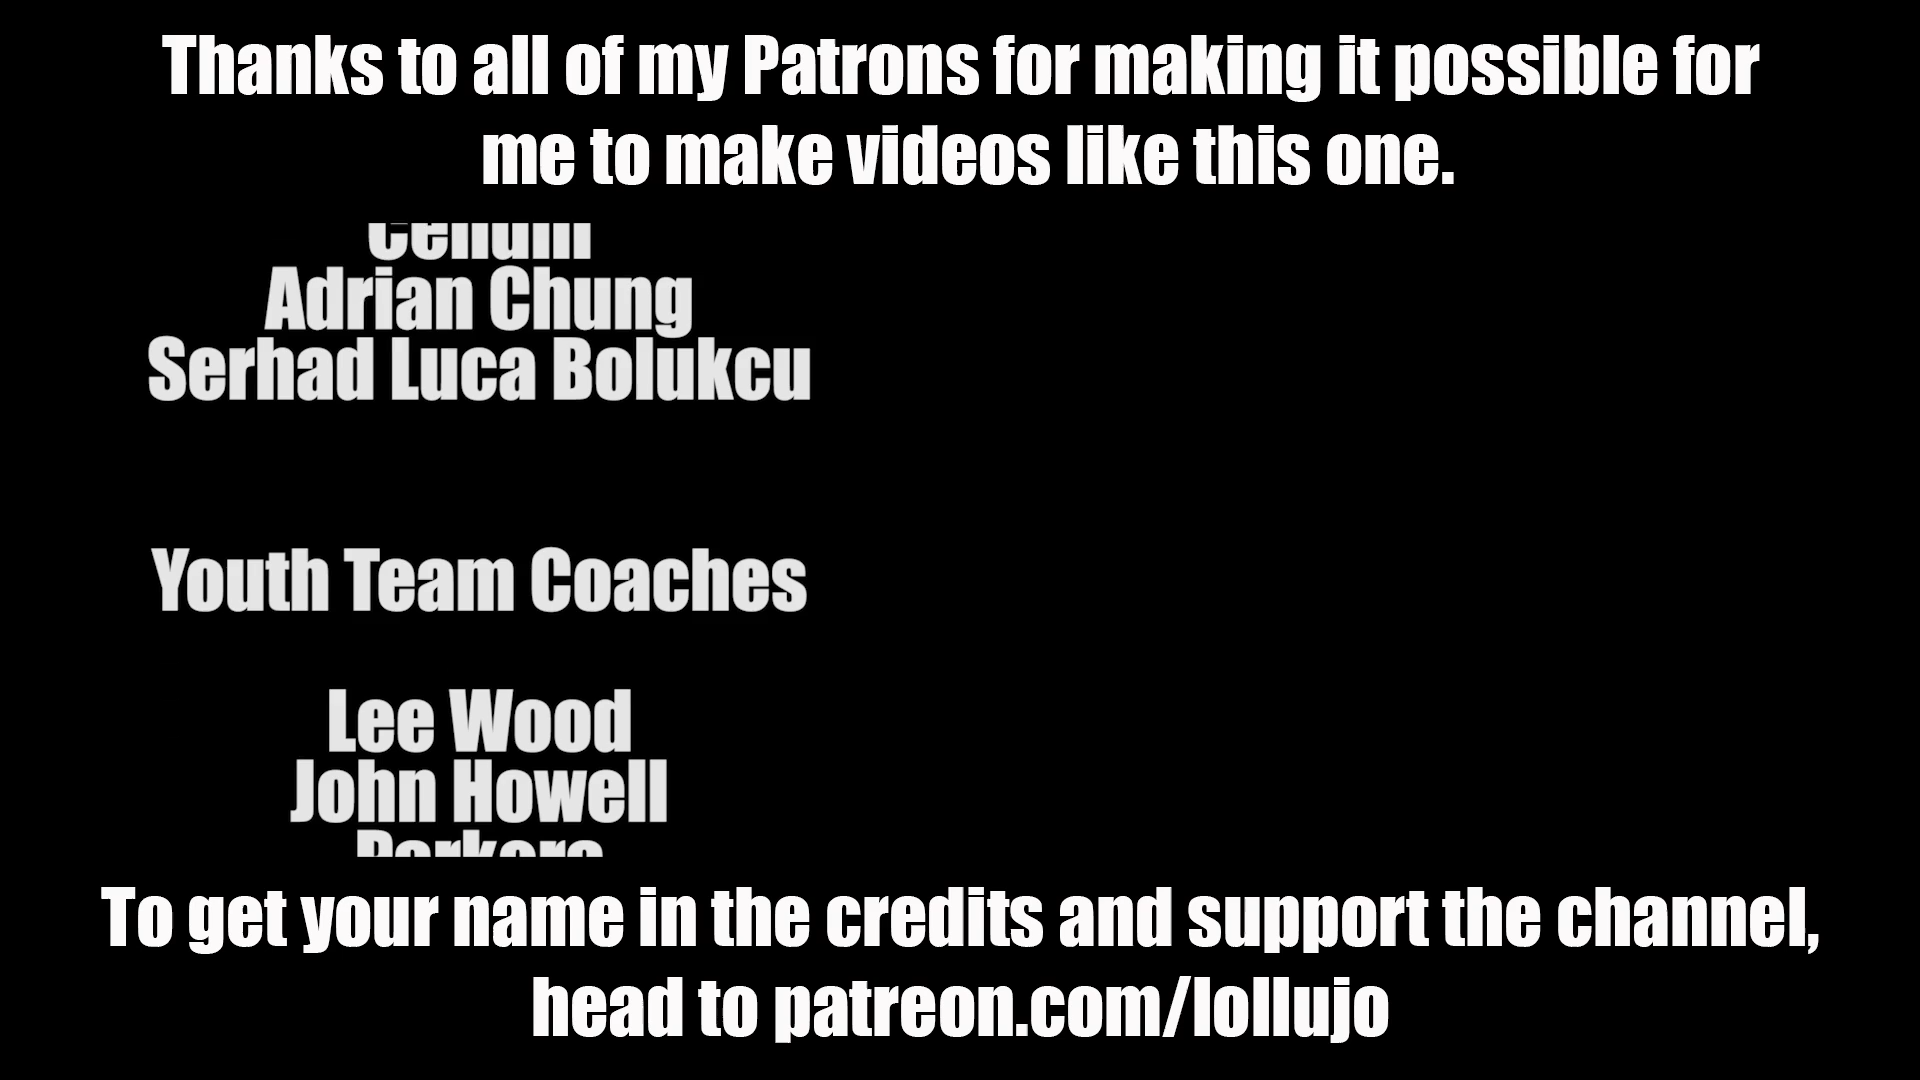 Thanks to all of my Patrons for making it possible for
me to make videos like this one.
Adrian Chung
Serhad Luca Bolukcu
Youth Team Coaches
Lee Wood
John Howell
To get your name in the credits and support the channel,
head to patreon.com/lollujo